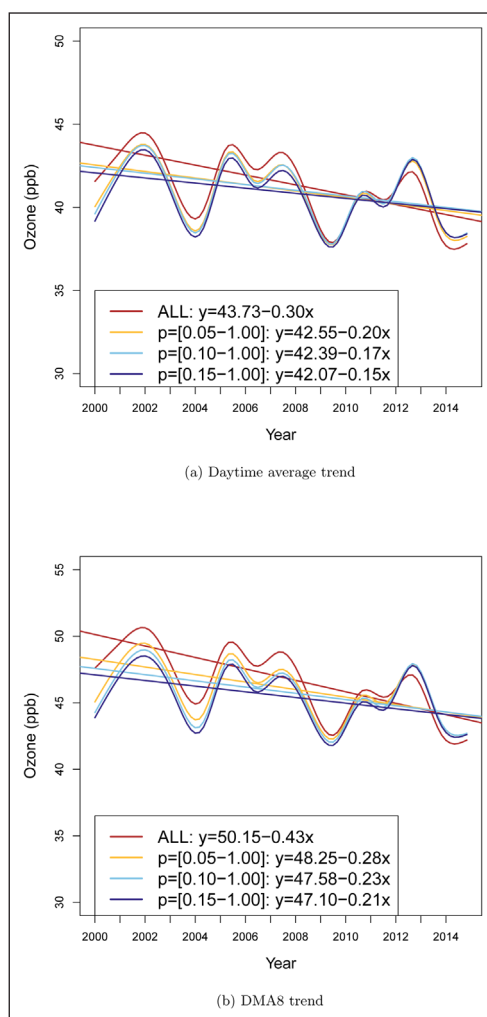 50
45
40
35
30
Ozone (ppb)
ALL: y=43.73−0.30x
p=[0.05−1.00]: y=42.55−0.20x
p=[0.10−1.00]: y=42.39−0.17x
p=[0.15−1.00]: y=42.07−0.15x
2000 2002 2004 2006 2008 2010 2012 2014
Year
(a) Daytime average trend
55
50
45
40
35
30
Ozone (ppb)
ALL: y=50.15−0.43x
p=[0.05−1.00]: y=48.25−0.28x
p=[0.10−1.00]: y=47.58−0.23x
p=[0.15−1.00]: y=47.10−0.21x
2000 2002 2004 2006 2008 2010 2012 2014
Year
(b) DMA8 trend